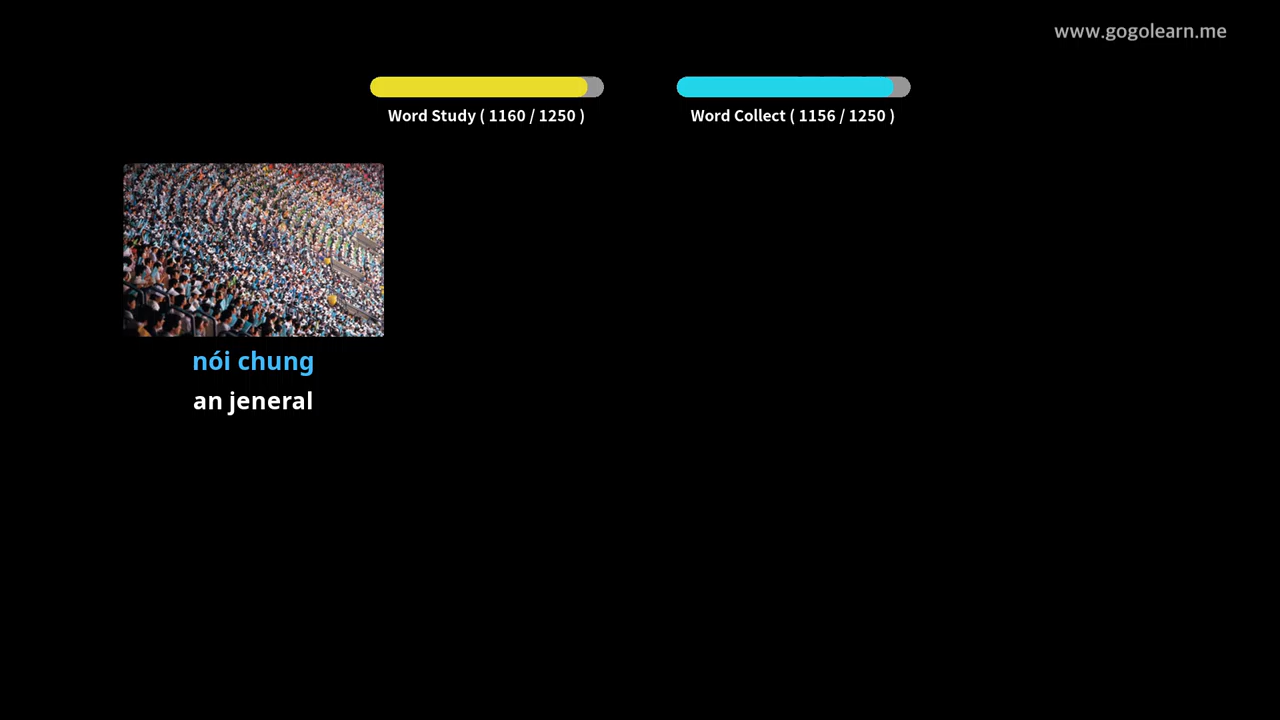 www.gogolearn.me
Word Study ( 1160 / 1250 )
Word Collect ( 1156 / 1250 )
nói chung
an jeneral